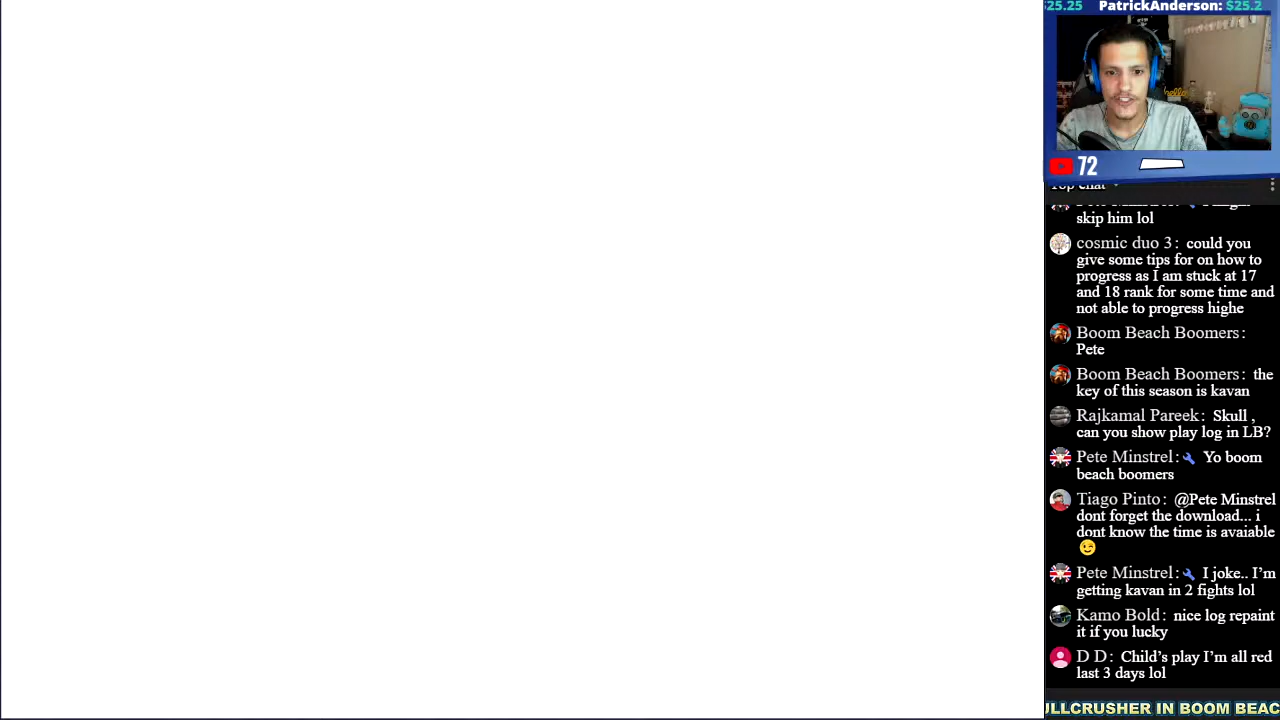 $25.25 PatrickAnderson: $25.2
hello
72
Top chat
Pete Minstrel:
skip him lol
cosmic duo 3: could you
give some tips for on how to
progress as I am stuck at 17
and 18 rank for some time and
not able to progress highe
Boom Beach Boomers:
Pete
Boom Beach Boomers: the
key of this season is kavan
Rajkamal Pareek: Skull ,
can you show play log in LB?
Pete Minstrel: Yo boom
beach boomers
Tiago Pinto: @Pete Minstrel
dont forget the download... i
dont know the time is avaiable
😉
Pete Minstrel: I joke.. I’m
getting kavan in 2 fights lol
Kamo Bold: nice log repaint
it if you lucky
D D: Child’s play I’m all red
last 3 days lol
ULLCRUSHER IN BOOM BEAC